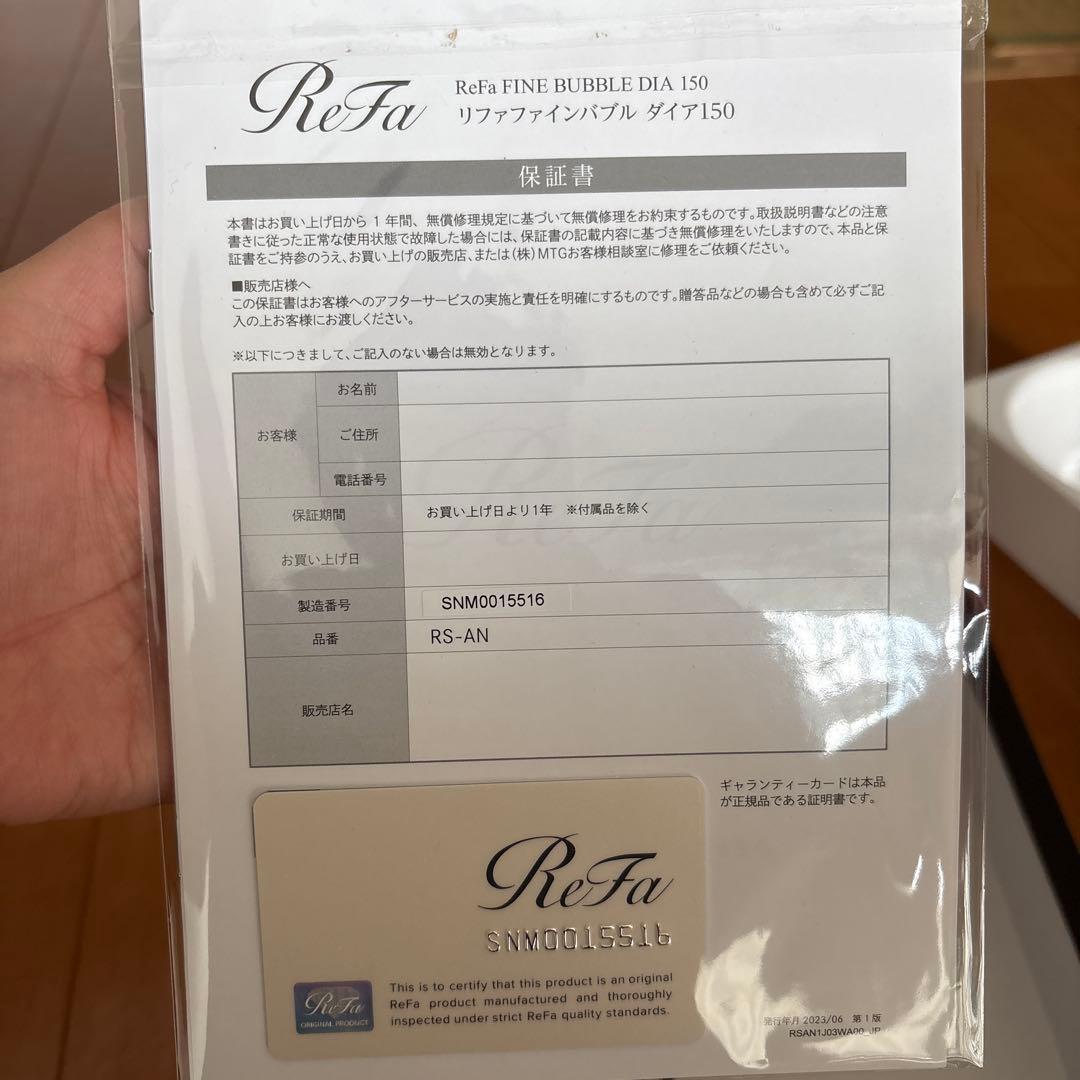 ReFa
ReFa FINE BUBBLE DIA 150
リファファインバブル ダイア150
保証書
本書はお買い上げ日から 1 年間、無償修理規定に基づいて無償修理をお約束するものです。取扱説明書などの注意
書きに従った正常な使用状態で故障した場合には、保証書の記載内容に基づき無償修理をいたしますので、本品と保
証書をご持参のうえ、お買い上げの販売店、または(株)MTGお客様相談室に修理をご依頼ください。
■販売店様へ
この保証書はお客様へのアフターサービスの実施と責任を明確にするものです。贈答品などの場合も含めて必ずご記
入の上お客様にお渡しください。
※以下につきまして、ご記入のない場合は無効となります。
お客様
お名前
ご住所
電話番号
保証期間 お買い上げ日より1年 ※付属品を除く
お買い上げ日
製造番号 SNM0015516
品番 RS-AN
販売店名
ReFa
ギャランティーカードは本品
が正規品である証明書です。
ReFa
SNM0015516
ReFa
ORIGINAL PRODUCT
This is to certify that this product is an original
ReFa product manufactured and thoroughly
inspected under strict ReFa quality standards.
発行年月 2023/06 第1版
RSAN1J03WA00_JP